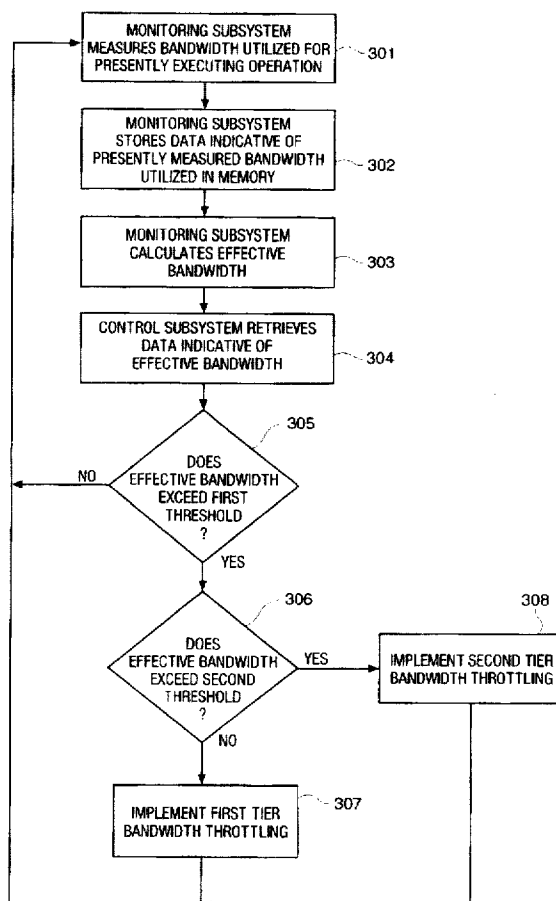 MONITORING SUBSYSTEM
MEASURES BANDWIDTH UTILIZED FOR
PRESENTLY EXECUTING OPERATION
301
MONITORING SUBSYSTEM
STORES DATA INDICATIVE OF
PRESENTLY MEASURED BANDWIDTH
UTILIZED IN MEMORY
302
MONITORING SUBSYSTEM
CALCULATES EFFECTIVE
BANDWIDTH
303
CONTROL SUBSYSTEM RETRIEVES
DATA INDICATIVE OF
EFFECTIVE BANDWIDTH
304
305
DOES
EFFECTIVE BANDWIDTH
EXCEED FIRST
THRESHOLD
?
NO
YES
306
DOES
EFFECTIVE BANDWIDTH
EXCEED SECOND
THRESHOLD
?
YES
NO
308
IMPLEMENT SECOND TIER
BANDWIDTH THROTTLING
307
IMPLEMENT FIRST TIER
BANDWIDTH THROTTLING